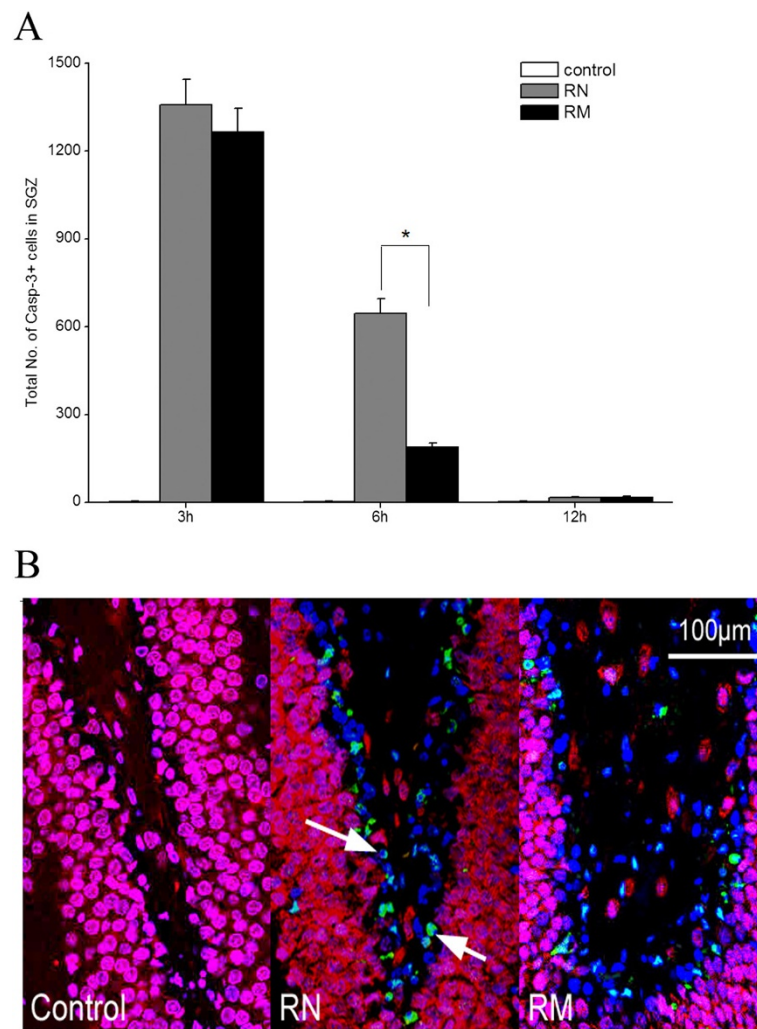 A
1500
1200
900
600
300
0
Total No. of Casp-3+ cells in SGZ
control
RN
RM
*
3h
6h
12h
B
100μm
Control
RN
RM